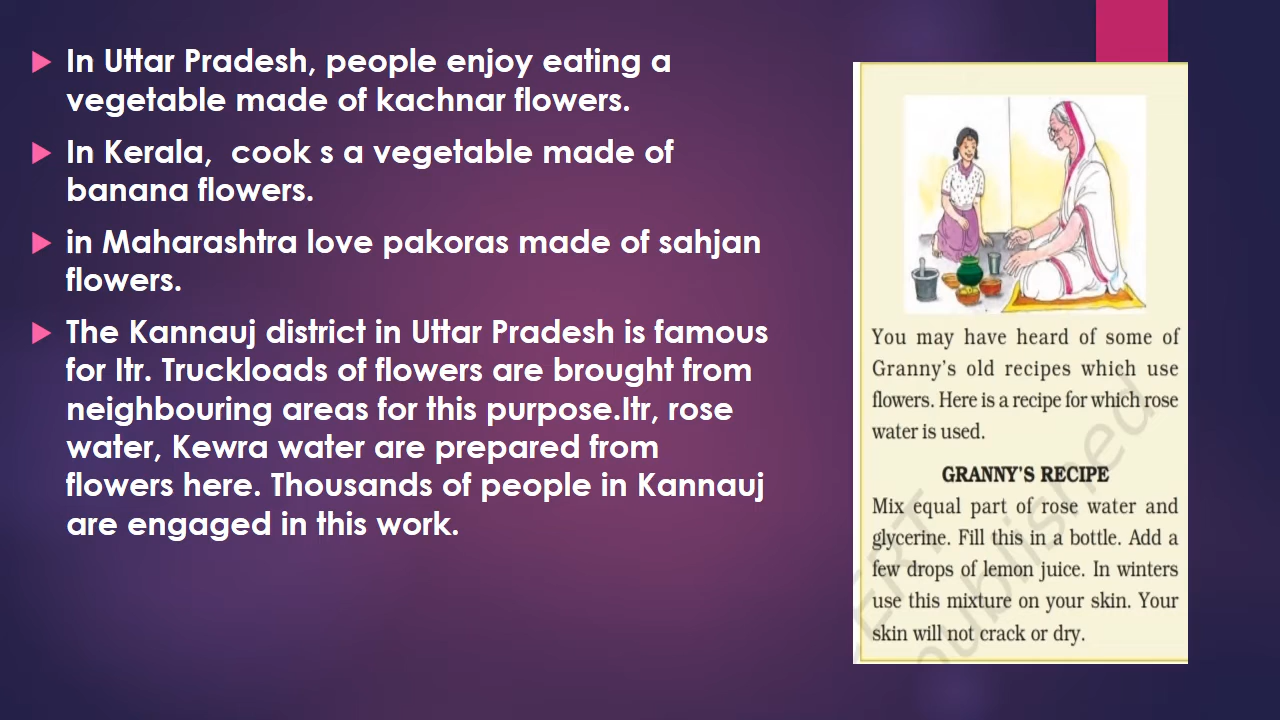 In Uttar Pradesh, people enjoy eating a
vegetable made of kachnar flowers.
In Kerala,  cook s a vegetable made of
banana flowers.
in Maharashtra love pakoras made of sahjan
flowers.
The Kannauj district in Uttar Pradesh is famous
for Itr. Truckloads of flowers are brought from
neighbouring areas for this purpose.Itr, rose
water, Kewra water are prepared from
flowers here. Thousands of people in Kannauj
are engaged in this work.
You may have heard of some of
Granny's old recipes which use
flowers. Here is a recipe for which rose
water is used.
GRANNY'S RECIPE
Mix equal part of rose water and
glycerine. Fill this in a bottle. Add a
few drops of lemon juice. In winters
use this mixture on your skin. Your
skin will not crack or dry.
ERT
published